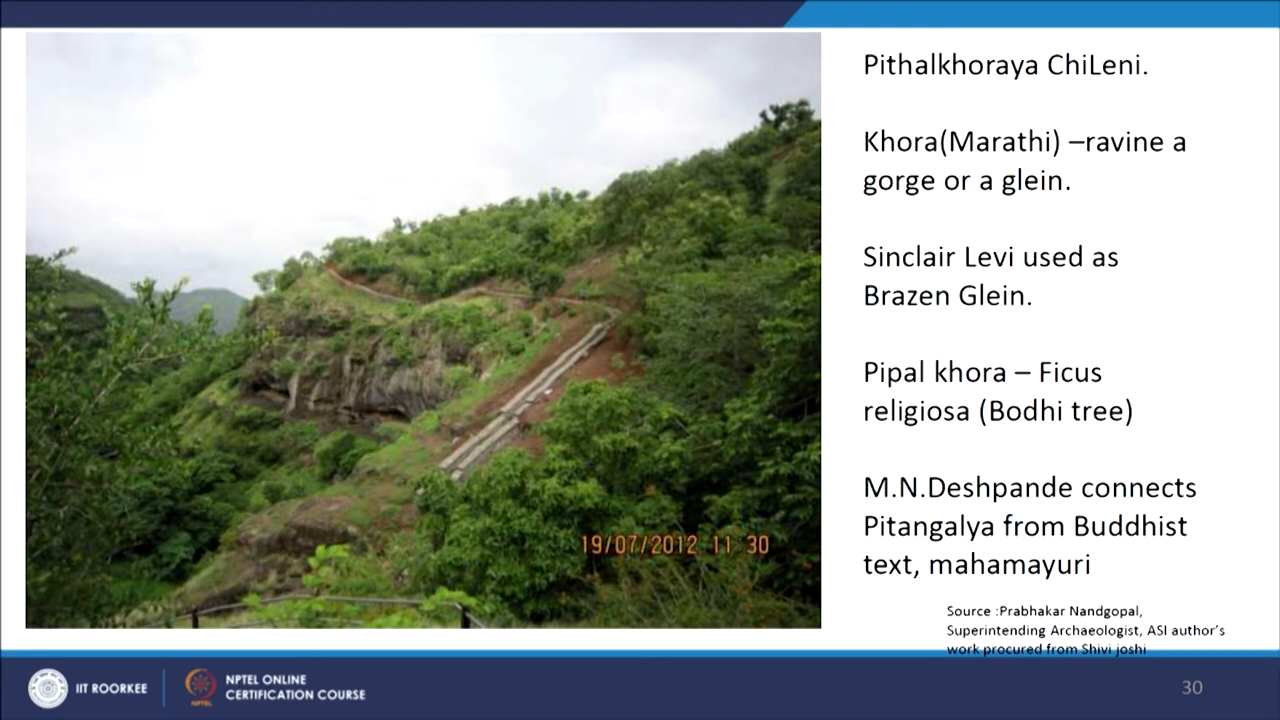 Pithalkhoraya ChiLeni.
Khora(Marathi) –ravine a
gorge or a glein.
Sinclair Levi used as
Brazen Glein.
Pipal khora – Ficus
religiosa (Bodhi tree)
M.N.Deshpande connects
Pitangalya from Buddhist
text, mahamayuri
19/07/2012 11 30
Source :Prabhakar Nandgopal,
Superintending Archaeologist, ASI author's
work procured from Shivi joshi
IIT ROORKEE
NPTEL
NPTEL ONLINE
CERTIFICATION COURSE
30